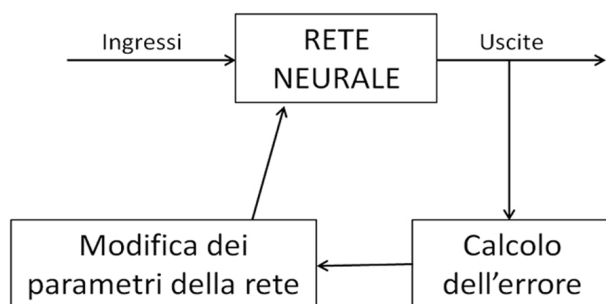 Ingressi
RETE
NEURALE
Uscite
Modifica dei
parametri della rete
Calcolo
dell'errore